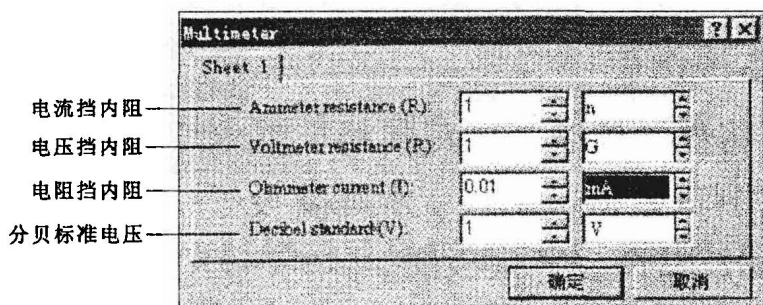 Multimeter
Sheet 1
电流挡内阻 Ammeter resistance (R): 1 n
电压挡内阻 Voltmeter resistance (R) 1 G
电阻挡内阻 Ohmmeter current (I): 0.01 mA
分贝标准电压 Decibel standard (V): 1 V
确定 取消